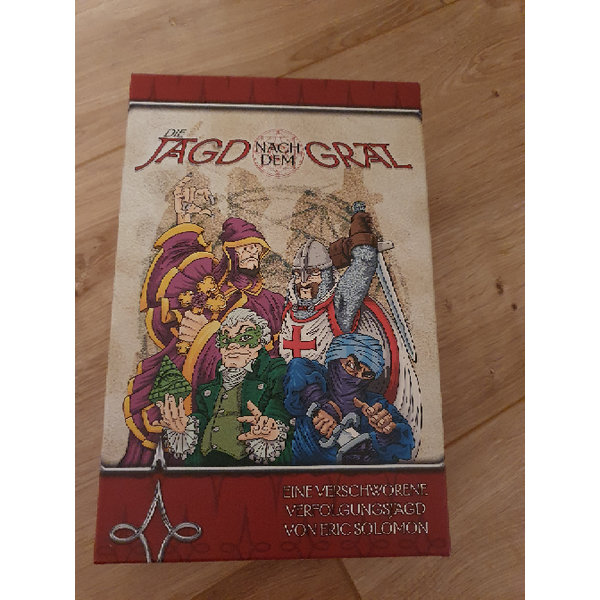 DIE
JAGD NACH DEM GRAL
EINE VERSCHWORENE
VERFOLGUNGSJAGD
VON ERIC SOLOMON